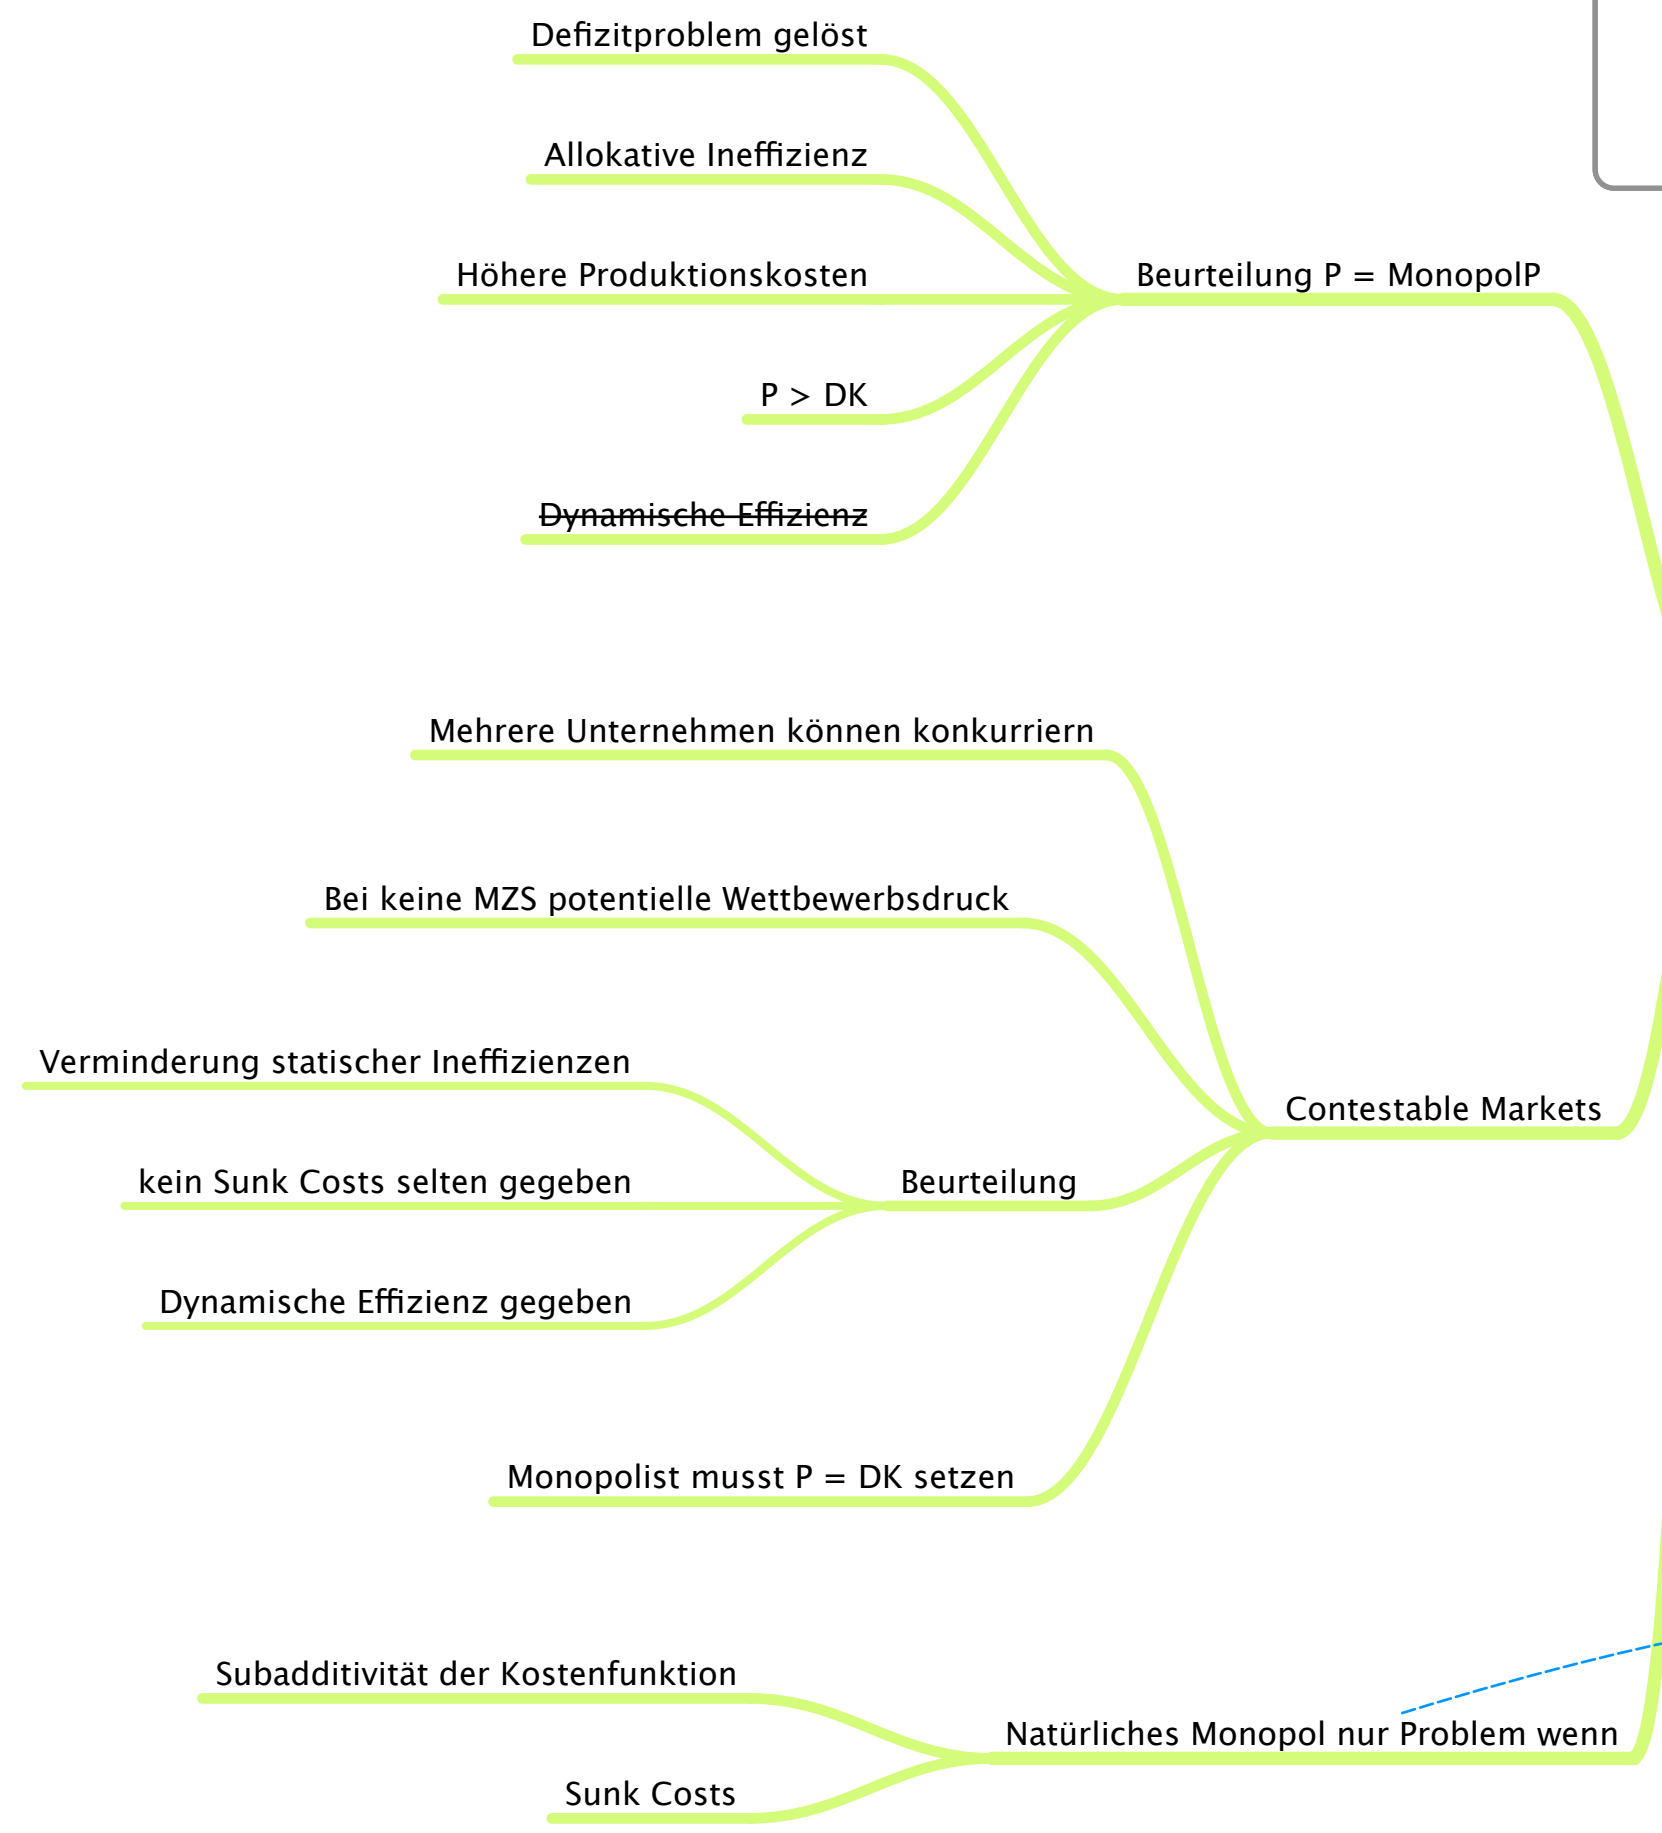 Defizitproblem gelöst
Allokative Ineffizienz
Höhere Produktionskosten
Beurteilung P = MonopolP
P > DK
Dynamische Effizienz
Mehrere Unternehmen können konkurriern
Bei keine MZS potentielle Wettbewerbsdruck
Verminderung statischer Ineffizienzen
Contestable Markets
kein Sunk Costs selten gegeben
Beurteilung
Dynamische Effizienz gegeben
Monopolist musst P = DK setzen
Subadditivität der Kostenfunktion
Natürliches Monopol nur Problem wenn
Sunk Costs